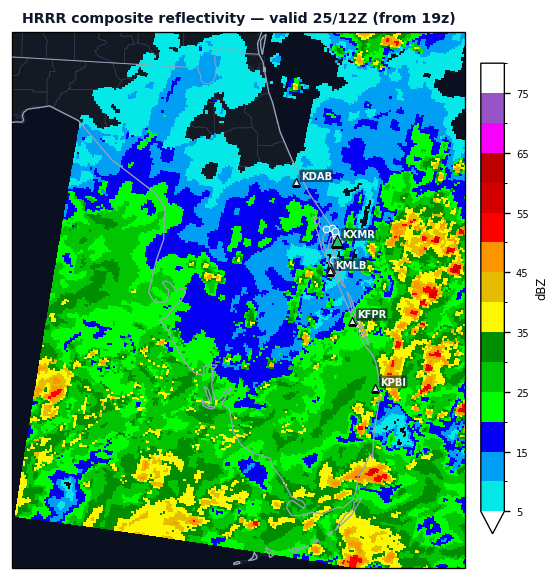 HRRR composite reflectivity — valid 25/12Z (from 19z)
KDAB
KXMR
KMLB
KFPR
KPBI
75
65
55
45
35
25
15
5
dBZ